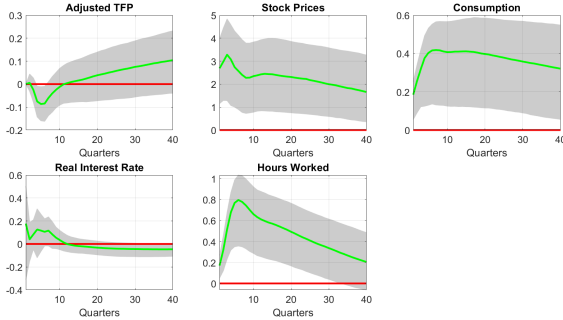 Adjusted TFP
0.3
0.2
0.1
0
-0.1
-0.2
10 20 30 40
Quarters
Stock Prices
5
4
3
2
1
0
10 20 30 40
Quarters
Consumption
0.6
0.4
0.2
0
10 20 30 40
Quarters
Real Interest Rate
0.6
0.4
0.2
0
-0.2
-0.4
10 20 30 40
Quarters
Hours Worked
1
0.8
0.6
0.4
0.2
0
10 20 30 40
Quarters